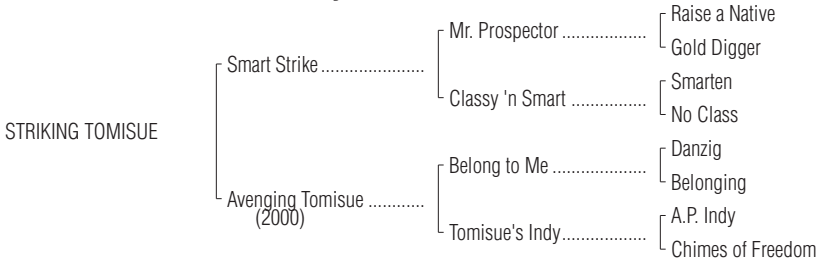 Raise a Native
Mr. Prospector ..................
Gold Digger
Smart Strike......................
Smarten
Classy 'n Smart ................
No Class
STRIKING TOMISUE
Danzig
Belong to Me ....................
Belonging
Avenging Tomisue ............
(2000)
A.P. Indy
Tomisue's Indy..................
Chimes of Freedom